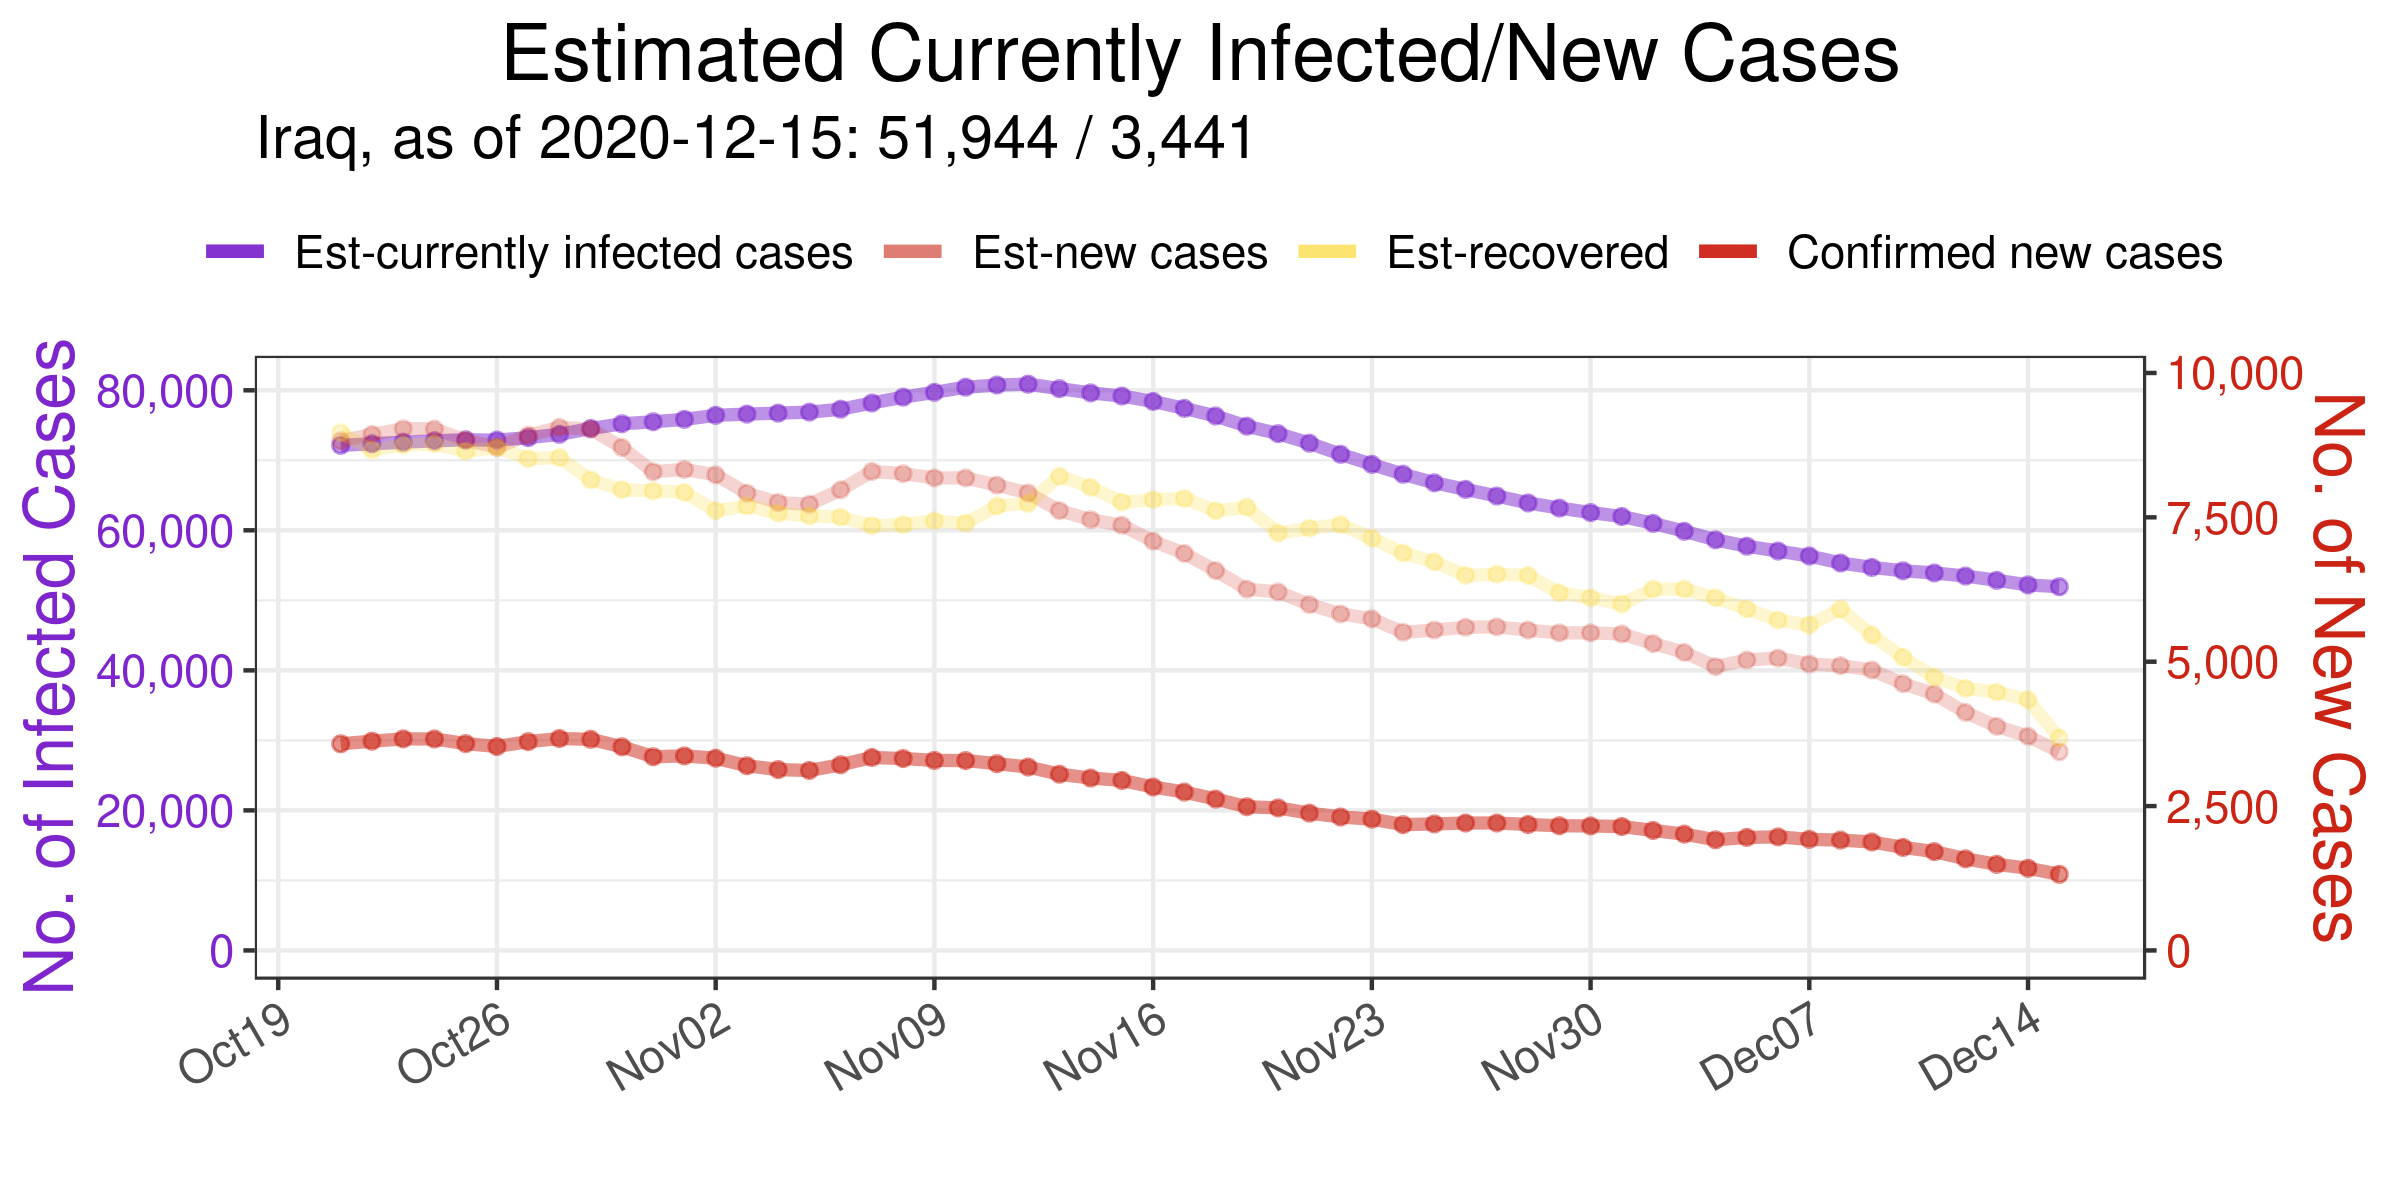 Estimated Currently Infected/New Cases
Iraq, as of 2020-12-15: 51,944 / 3,441
Est-currently infected cases Est-new cases Est-recovered Confirmed new cases
No. of Infected Cases
80,000
60,000
40,000
20,000
0
10,000
7,500
5,000
2,500
0
No. of New Cases
Oct19 Oct26 Nov02 Nov09 Nov16 Nov23 Nov30 Dec07 Dec14